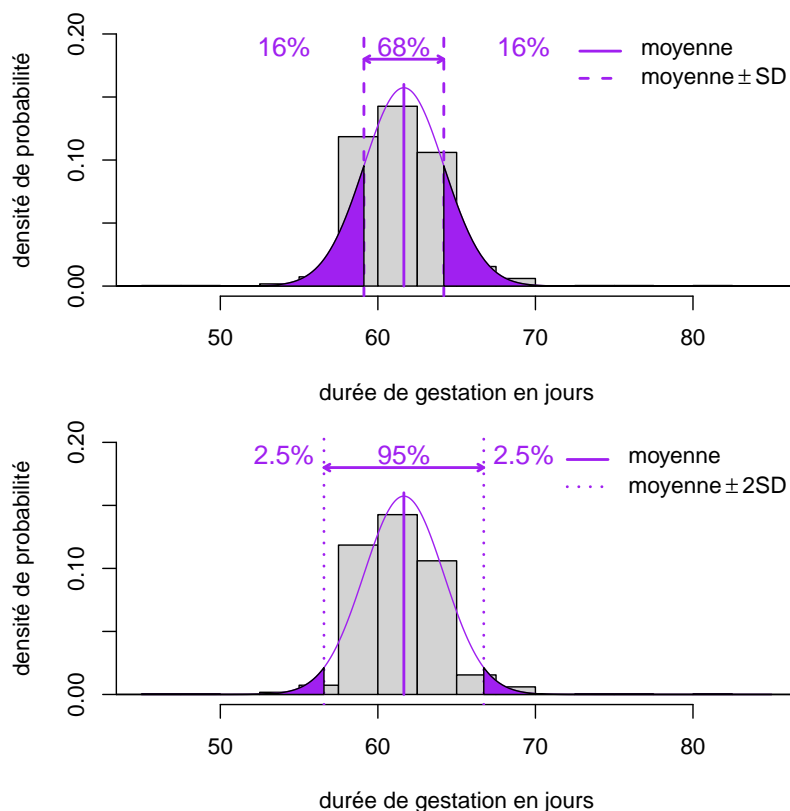 16%
68%
16%
moyenne
moyenne ± SD
densité de probabilité
0.20
0.10
0.00
50
60
70
80
durée de gestation en jours
2.5%
95%
2.5%
moyenne
moyenne ± 2SD
densité de probabilité
0.20
0.10
0.00
50
60
70
80
durée de gestation en jours